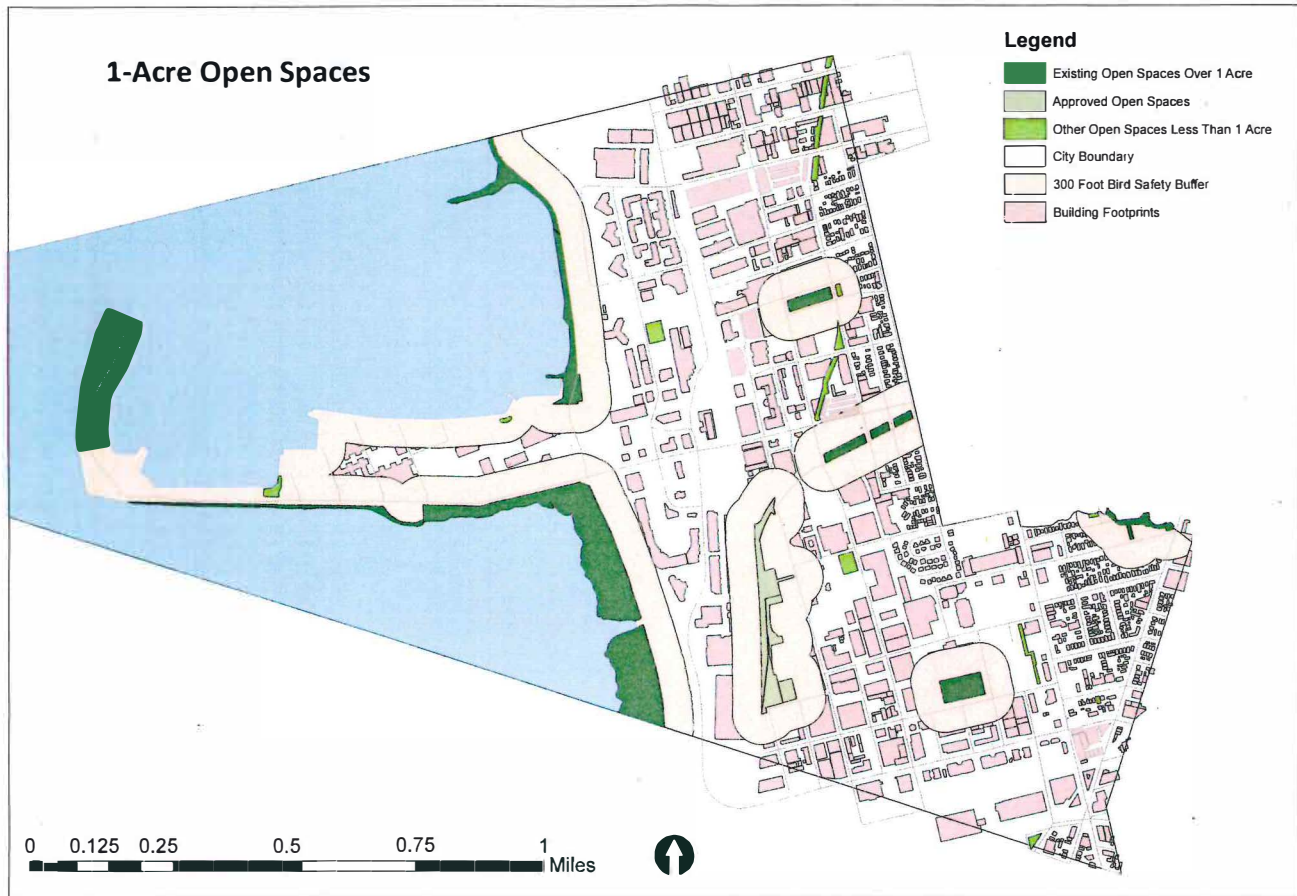 1-Acre Open Spaces
Legend
Existing Open Spaces Over 1 Acre
Approved Open Spaces
Other Open Spaces Less Than 1 Acre
City Boundary
300 Foot Bird Safety Buffer
Building Footprints
0 0.125 0.25 0.5 0.75 1
Miles